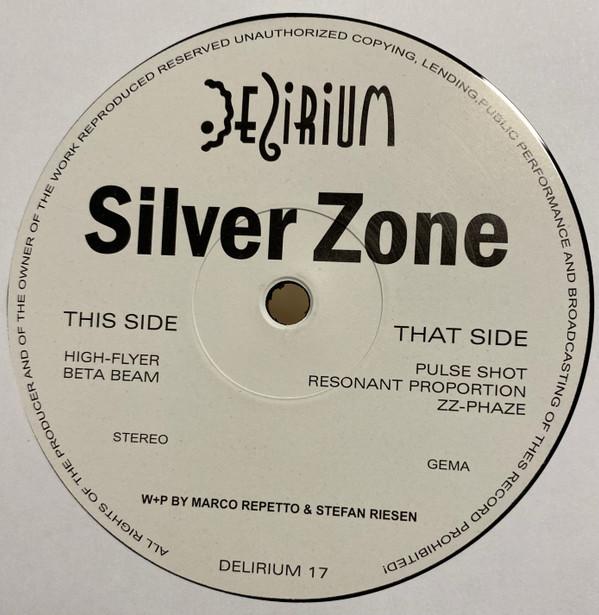 DELIRIUM
Silver Zone
THIS SIDE
HIGH-FLYER
BETA BEAM
STEREO
THAT SIDE
PULSE SHOT
RESONANT PROPORTION
ZZ-PHAZE
GEMA
W+P BY MARCO REPETTO & STEFAN RIESEN
DELIRIUM 17
ALL RIGHTS OF THE PRODUCER AND OF THE OWNER OF THE WORK REPRODUCED RESERVED UNAUTHORIZED COPYING, LENDING,PUBLIC PERFORMANCE AND BROADCASTING OF THES RECORD PROHIBITED!